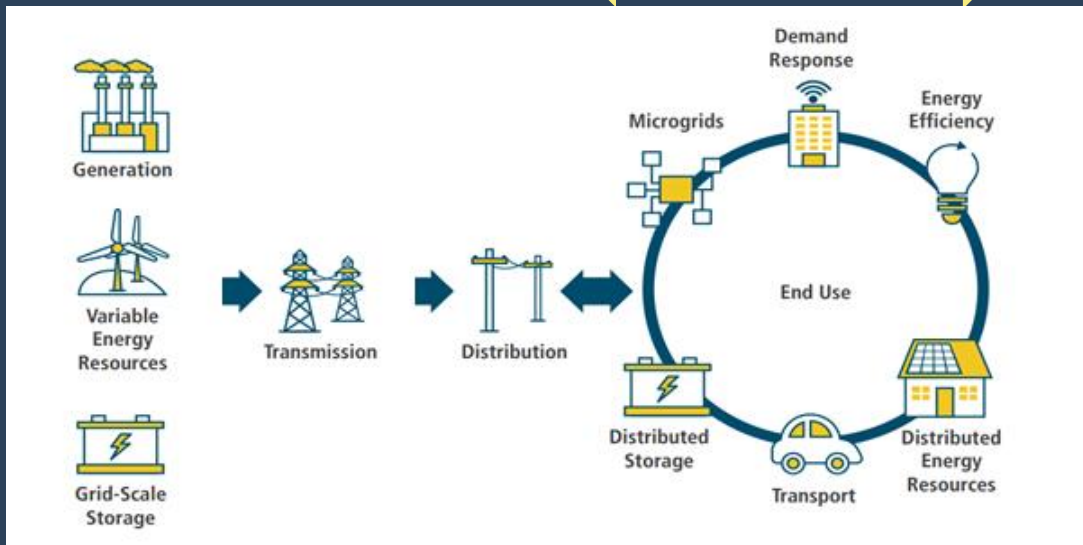 Generation
Variable
Energy
Resources
Grid-Scale
Storage
Transmission
Distribution
Microgrids
Demand
Response
Energy
Efficiency
End Use
Distributed
Storage
Transport
Distributed
Energy
Resources